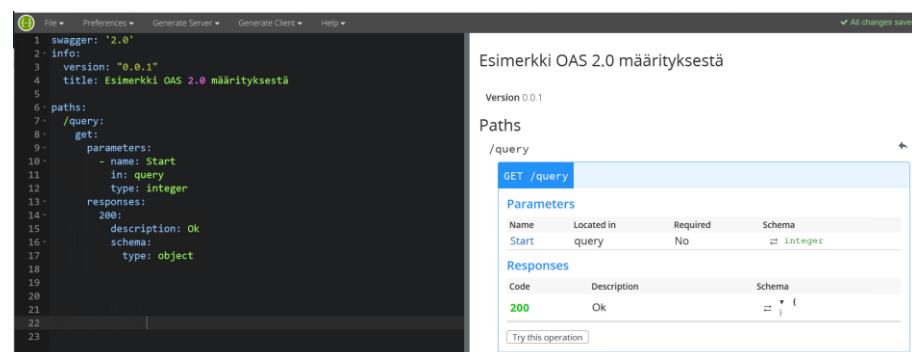 File Preferences Generate Server Generate Client Help All changes saved
1 swagger: '2.0'
2 info:
3 version: "0.0.1"
4 title: Esimerkki OAS 2.0 määrityksestä
5
6 paths:
7 /query:
8 get:
9 parameters:
10 - name: Start
11 in: query
12 type: integer
13 responses:
14 200:
15 description: Ok
16 schema:
17 type: object
18
19
20
21
22
23
Esimerkki OAS 2.0 määrityksestä
Version 0.0.1
Paths
/query
GET /query
Parameters
Name Located in Required Schema
Start query No ⇄ integer
Responses
Code Description Schema
200 Ok ⇄ ▼ {
}
Try this operation